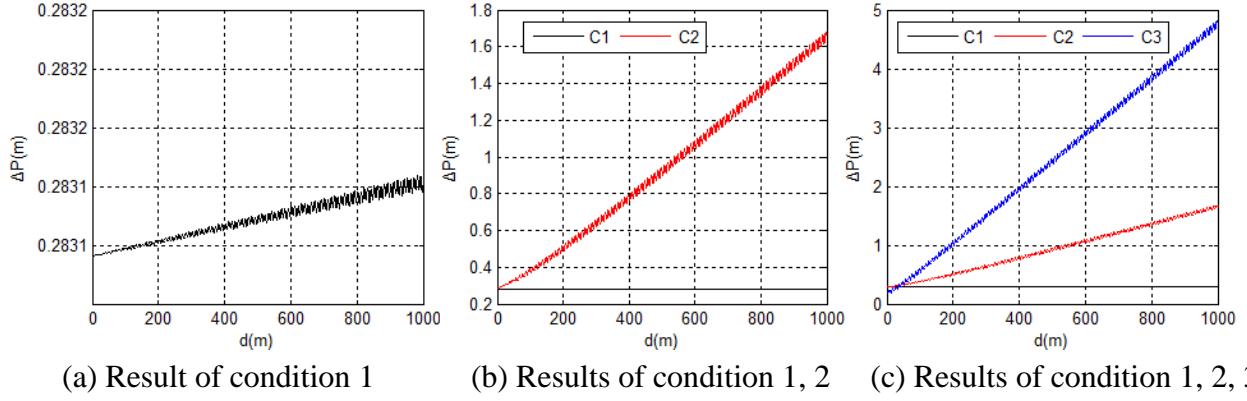 0.2832
0.2832
0.2832
0.2831
0.2831
ΔP(m)
0 200 400 600 800 1000
d(m)
(a) Result of condition 1
C1 C2
1.8
1.6
1.4
1.2
1
0.8
0.6
0.4
0.2
ΔP(m)
0 200 400 600 800 1000
d(m)
(b) Results of condition 1, 2
C1 C2 C3
5
4
3
2
1
0
ΔP(m)
0 200 400 600 800 1000
d(m)
(c) Results of condition 1, 2, 3